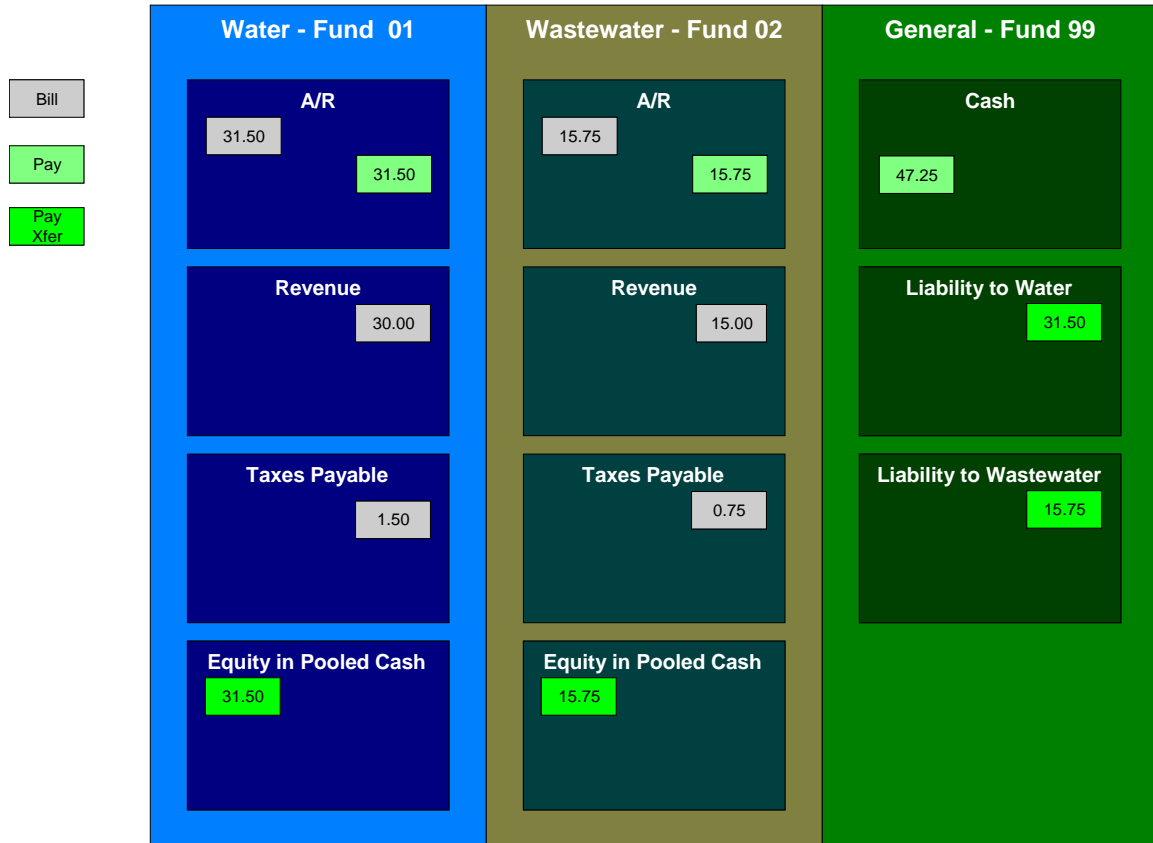 Water - Fund  01
Wastewater - Fund 02
General - Fund 99
Bill
Pay
Pay
Xfer
A/R
31.50
31.50
A/R
15.75
15.75
Cash
47.25
Revenue
30.00
Revenue
15.00
Liability to Water
31.50
Taxes Payable
1.50
Taxes Payable
0.75
Liability to Wastewater
15.75
Equity in Pooled Cash
31.50
Equity in Pooled Cash
15.75